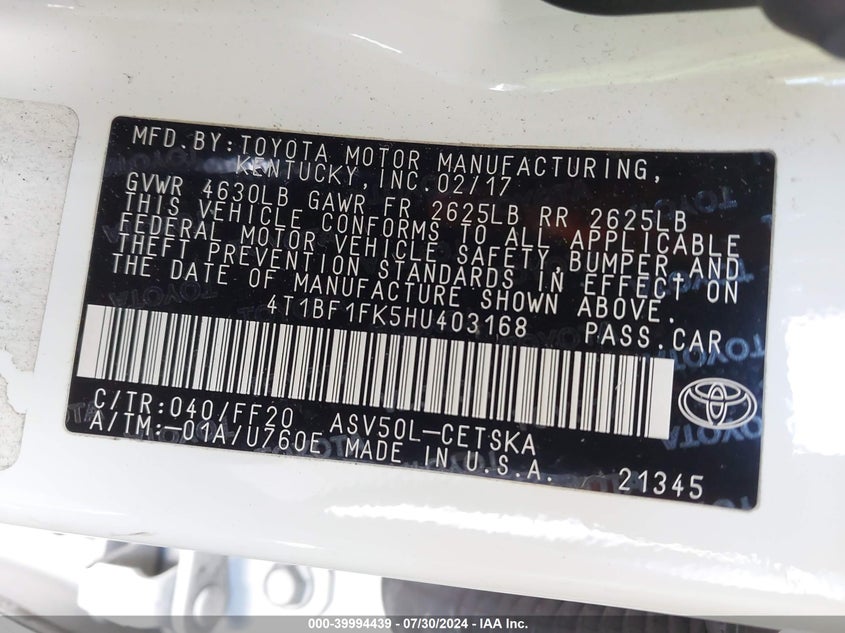 MFD.BY:TOYOTA MOTOR MANUFACTURING,
KENTUCKY,INC.02/17
GVWR 4630LB GAWR FR 2625LB RR 2625LB
THIS VEHICLE CONFORMS TO ALL APPLICABLE
FEDERAL MOTOR VEHICLE SAFETY,BUMPER AND
THEFT PREVENTION STANDARDS IN EFFECT ON
THE DATE OF MANUFACTURE SHOWN ABOVE.
4T1BF1FK5HU403168 PASS.CAR
C/TR:040/FF20 ASV50L-CETSKA
A/TM:-01A/U760E MADE IN U.S.A. 21345
000-39994439 - 07/30/2024 - IAA Inc.